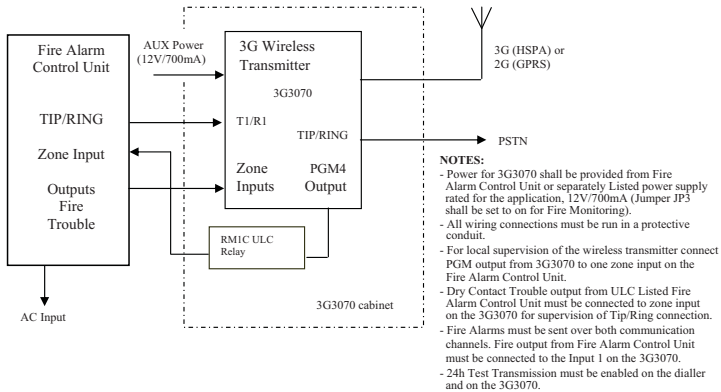 Fire Alarm
Control Unit
TIP/RING
Zone Input
Outputs
Fire
Trouble
AC Input
AUX Power
(12V/700mA)
3G Wireless
Transmitter
3G3070
T1/R1
TIP/RING
Zone
Inputs
PGM4
Output
RM1C ULC
Relay
3G3070 cabinet
3G (HSPA) or
2G (GPRS)
PSTN
NOTES:
- Power for 3G3070 shall be provided from Fire
Alarm Control Unit or separately Listed power supply
rated for the application, 12V/700mA (Jumper JP3
shall be set to on for Fire Monitoring).
- All wiring connections must be run in a protective
conduit.
- For local supervision of the wireless transmitter connect
PGM output from 3G3070 to one zone input on the
Fire Alarm Control Unit.
- Dry Contact Trouble output from ULC Listed Fire
Alarm Control Unit must be connected to zone input
on the 3G3070 for supervision of Tip/Ring connection.
- Fire Alarms must be sent over both communication
channels. Fire output from Fire Alarm Control Unit
must be connected to the Input 1 on the 3G3070.
- 24h Test Transmission must be enabled on the dialler
and on the 3G3070.